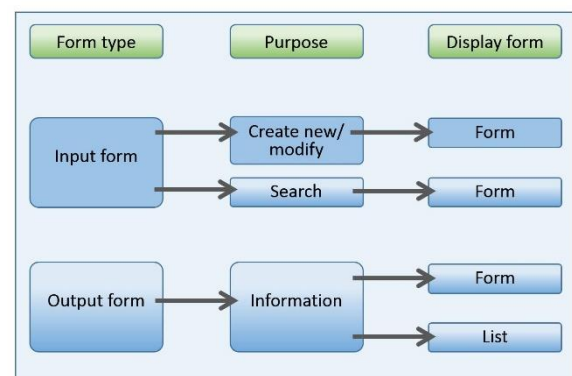 Form type
Purpose
Display form
Input form
Create new/
modify
Form
Search
Form
Output form
Information
Form
List